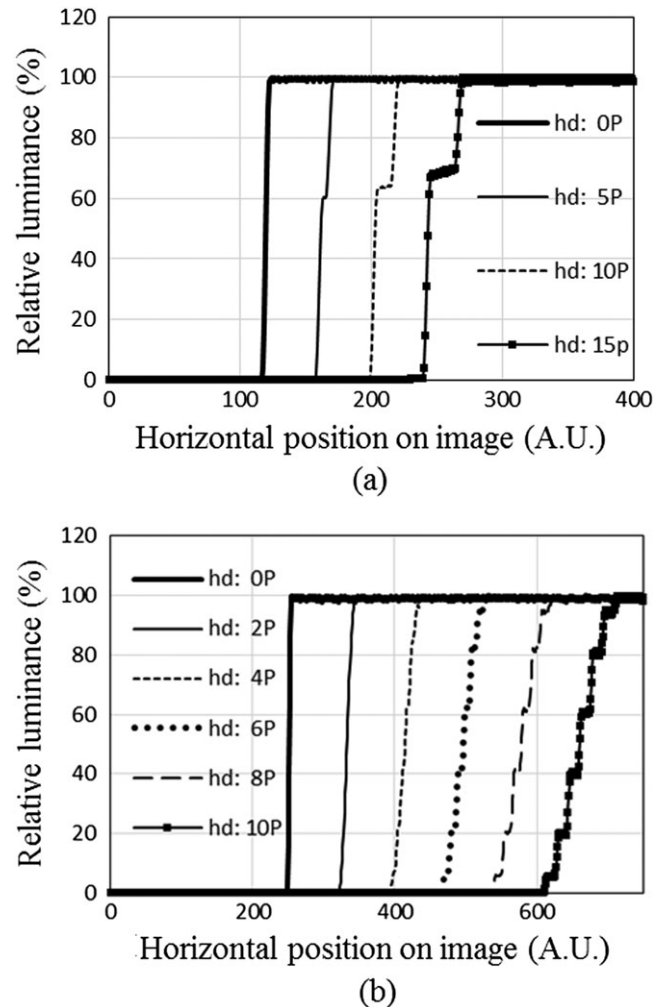 120
100
80
60
40
20
0
Relative luminance (%)
hd: 0P
hd: 5P
hd: 10P
hd: 15p
0 100 200 300 400
Horizontal position on image (A.U.)
(a)
120
100
80
60
40
20
0
Relative luminance (%)
hd: 0P
hd: 2P
hd: 4P
hd: 6P
hd: 8P
hd: 10P
0 200 400 600
Horizontal position on image (A.U.)
(b)